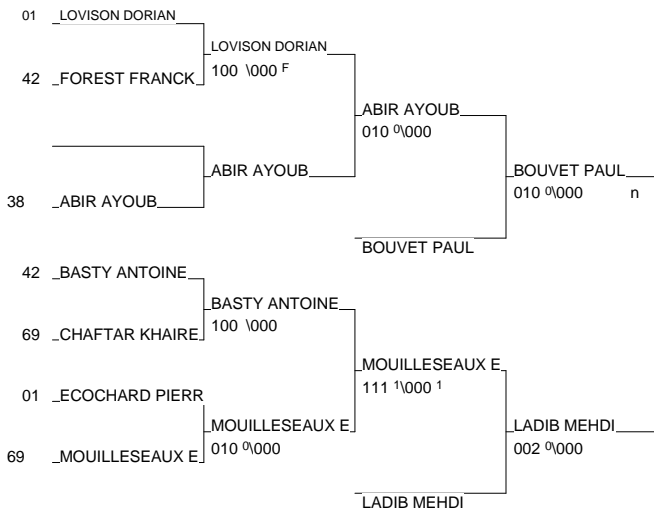 01 LOVISON DORIAN
LOVISON DORIAN
100 \000 F
42 FOREST FRANCK
ABIR AYOUB
010 0\000
ABIR AYOUB
38 ABIR AYOUB
BOUVET PAUL
010 0\000 n
BOUVET PAUL
42 BASTY ANTOINE
BASTY ANTOINE
100 \000
69 CHAFTAR KHAIRE
MOUILLESEAUX E
111 1\000 1
01 ECOCHARD PIERR
MOUILLESEAUX E
010 0\000
69 MOUILLESEAUX E
LADIB MEHDI
002 0\000
LADIB MEHDI